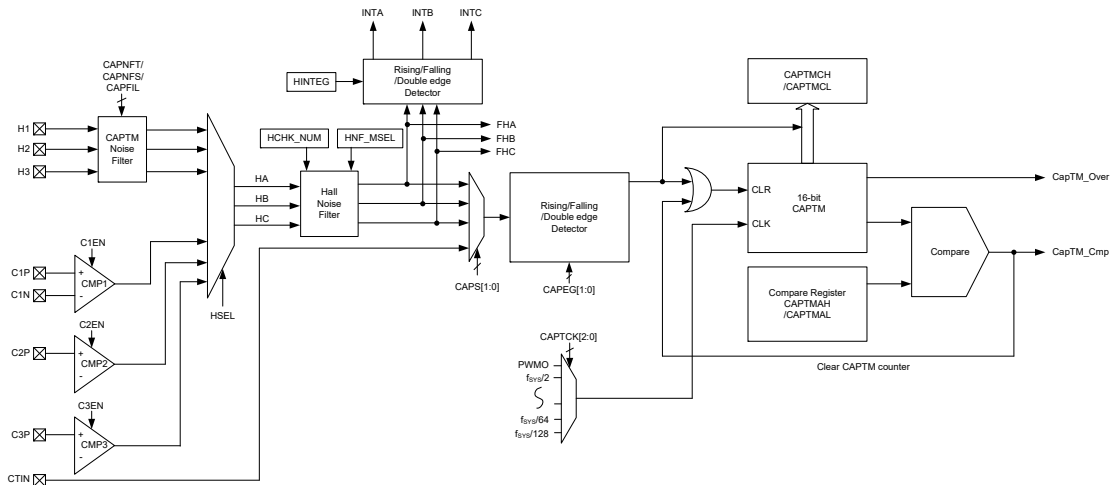 INTA INTB INTC
CAPNFT/
CAPNFS/
CAPFIL
HINTEG
Rising/Falling
/Double edge
Detector
CAPTMCH
/CAPTMCL
H1
H2
H3
CAPTM
Noise
Filter
FHA
FHB
FHC
HCHK_NUM
HNF_MSEL
HA
HB
HC
Hall
Noise
Filter
Rising/Falling
/Double edge
Detector
CLR
CLK
16-bit
CAPTM
CapTM_Over
CapTM_Cmp
Compare
C1EN
C1P
C1N
+
-
CMP1
HSEL
CAPS[1:0]
CAPEG[1:0]
Compare Register
CAPTMAH
/CAPTMAL
C2EN
C2P
+
-
CMP2
CAPTCK[2:0]
PWMO
fSYS/2
fSYS/64
fSYS/128
Clear CAPTM counter
C3EN
C3P
+
-
CMP3
CTIN